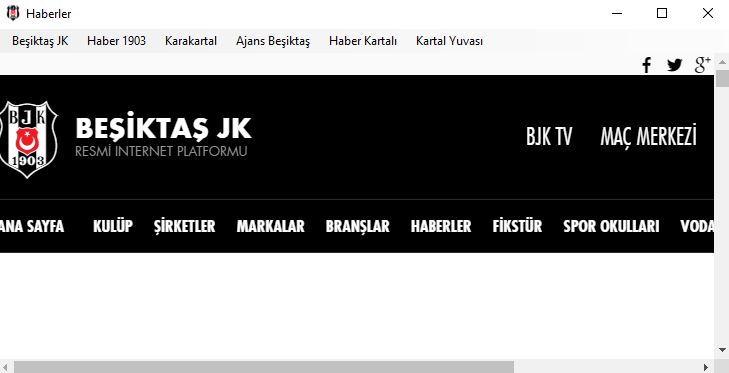 Haberler
Beşiktaş JK Haber 1903 Karakartal Ajans Beşiktaş Haber Kartalı Kartal Yuvası
g+
BJK
1903
BEŞİKTAŞ JK
RESMİ INTERNET PLATFORMU
BJK TV MAÇ MERKEZİ
ANA SAYFA KULÜP ŞİRKETLER MARKALAR BRANŞLAR HABERLER FİKSTÜR SPOR OKULLARI VODA